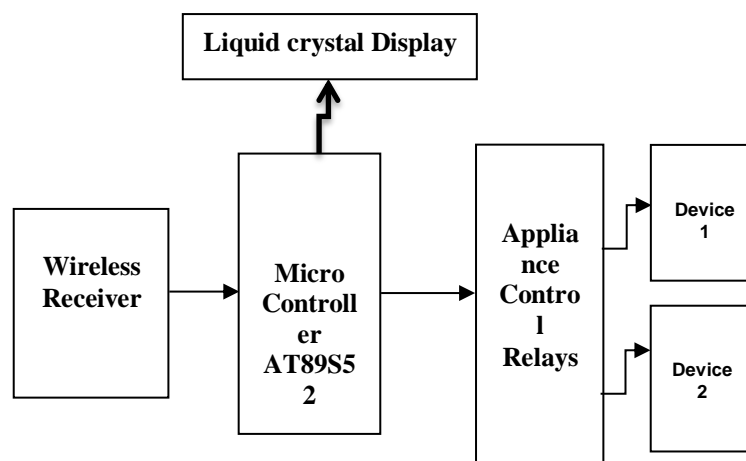 Liquid crystal Display
Wireless
Receiver
Micro
Controll
er
AT89S5
2
Applia
nce
Contro
l
Relays
Device
1
Device
2